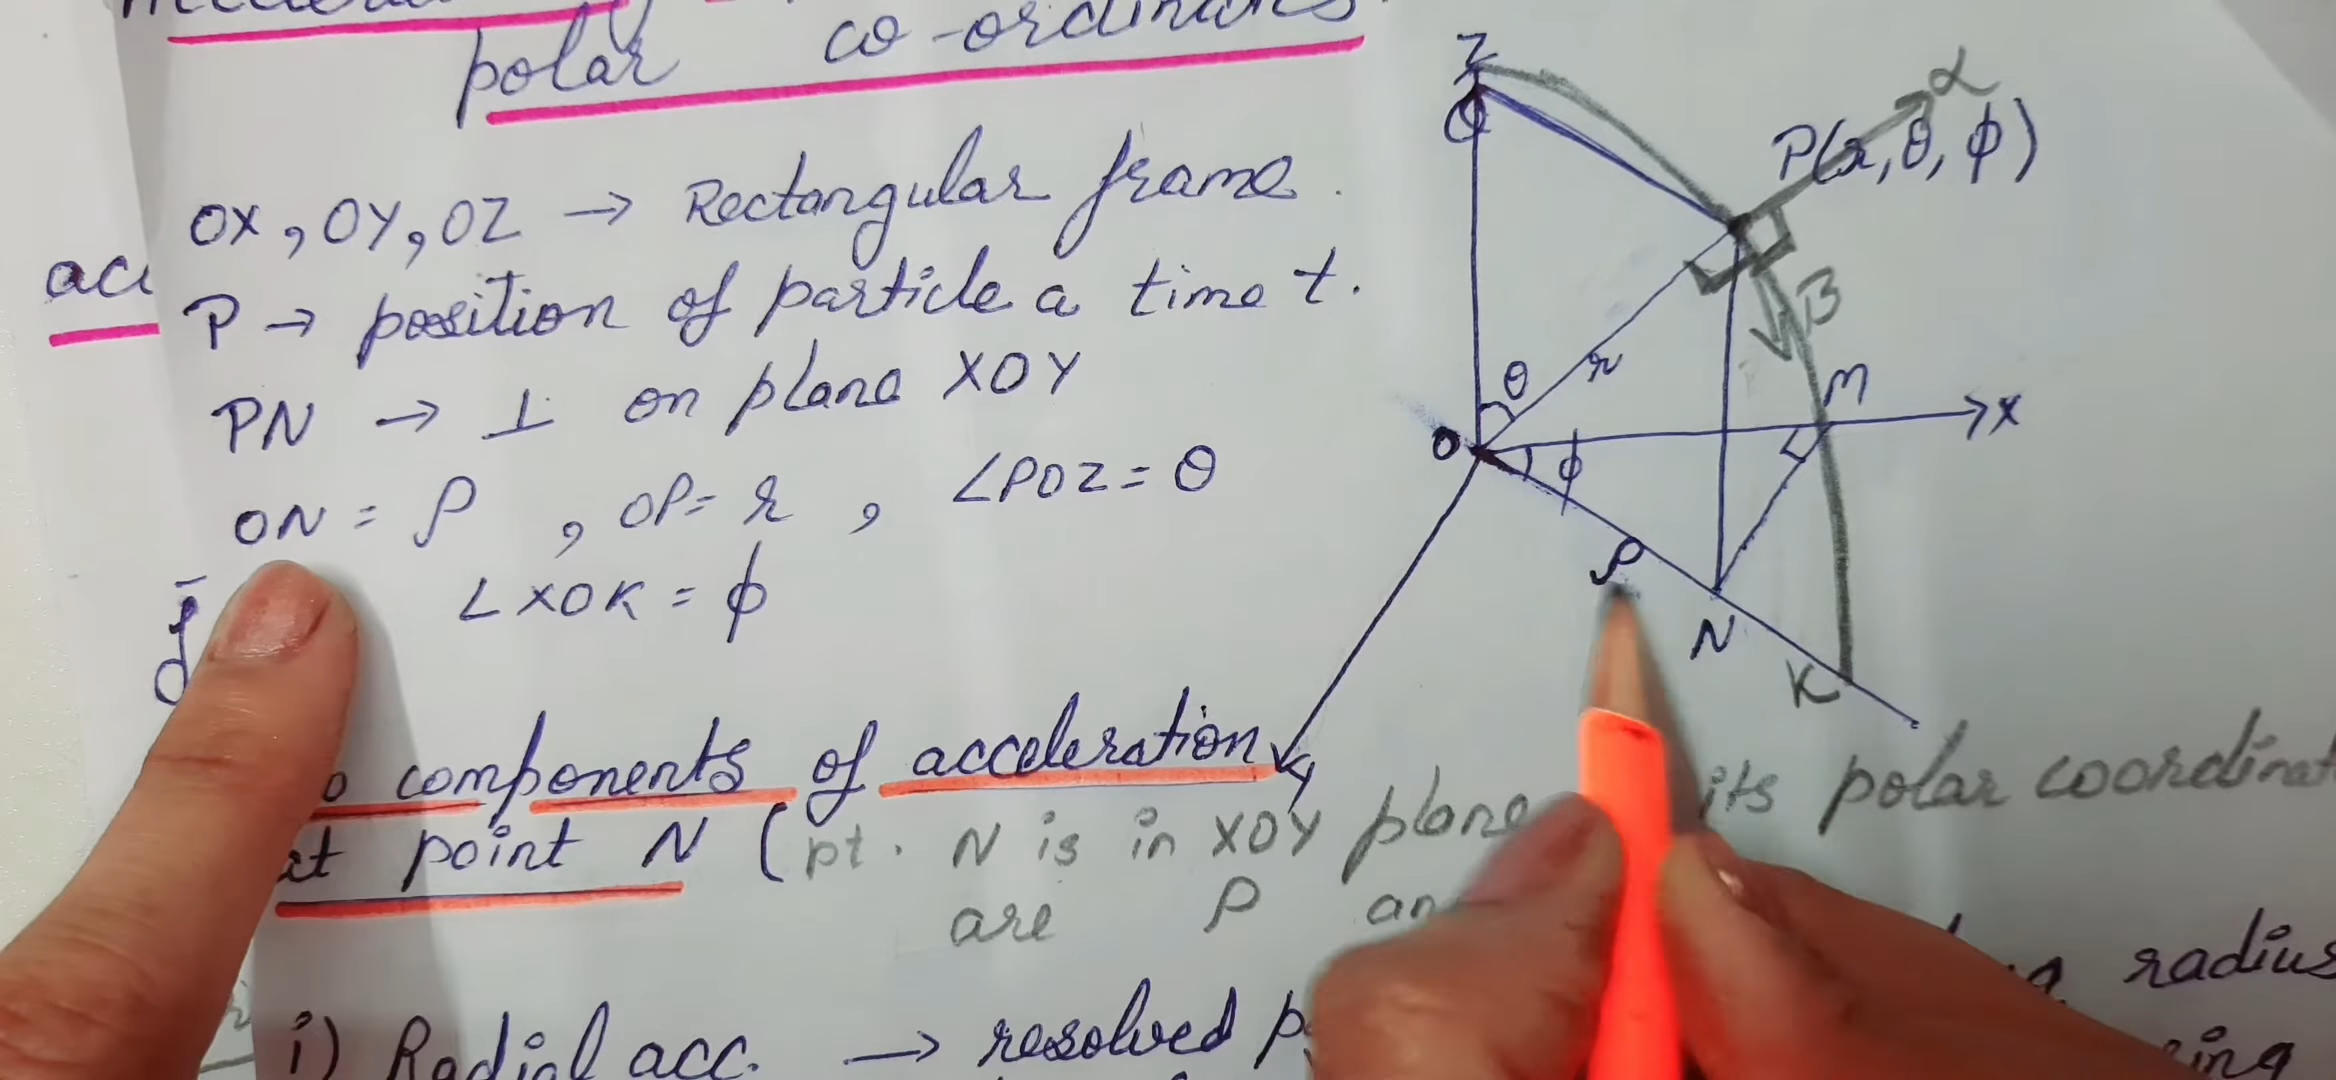 polar co-ordinates
OX, OY, OZ → Rectangular frame.
acc
P → position of particle a time t.
PN → ⊥ on plane XOY
ON = ρ , OP = r , ∠POZ = θ
∠XOK = ϕ
f̄
components of acceleration
at point N (pt. N is in XOY plane its polar coordinat
are ρ an
radius
i) Radial acc. → resolved p
ing
Z
Q
α
P(r, θ, ϕ)
β
θ
r
M
O
ϕ
X
ρ
N
K
Y